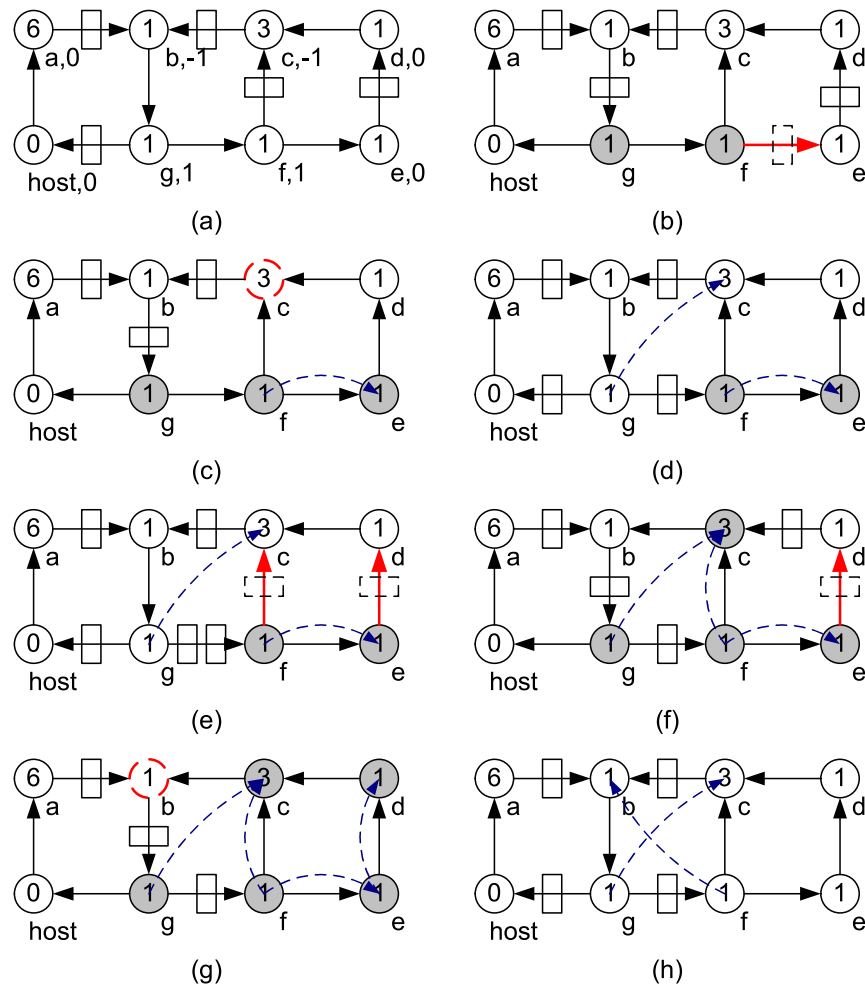 6 1 3 1
a,0 b,-1 c,-1 d,0
0 1 1 1
host,0 g,1 f,1 e,0
(a)
6 1 3 1
a b c d
0 1 1 1
host g f e
(b)
6 1 3 1
a b c d
0 1 1 1
host g f e
(c)
6 1 3 1
a b c d
0 1 1 1
host g f e
(d)
6 1 3 1
a b c d
0 1 1 1
host g f e
(e)
6 1 3 1
a b c d
0 1 1 1
host g f e
(f)
6 1 3 1
a b c d
0 1 1 1
host g f e
(g)
6 1 3 1
a b c d
0 1 1 1
host g f e
(h)